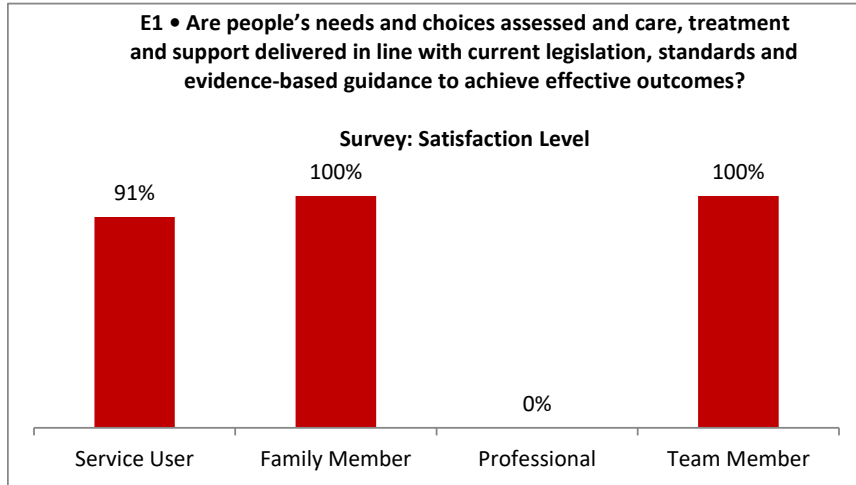 E1 • Are people’s needs and choices assessed and care, treatment
and support delivered in line with current legislation, standards and
evidence-based guidance to achieve effective outcomes?
Survey: Satisfaction Level
91%
100%
0%
100%
Service User
Family Member
Professional
Team Member